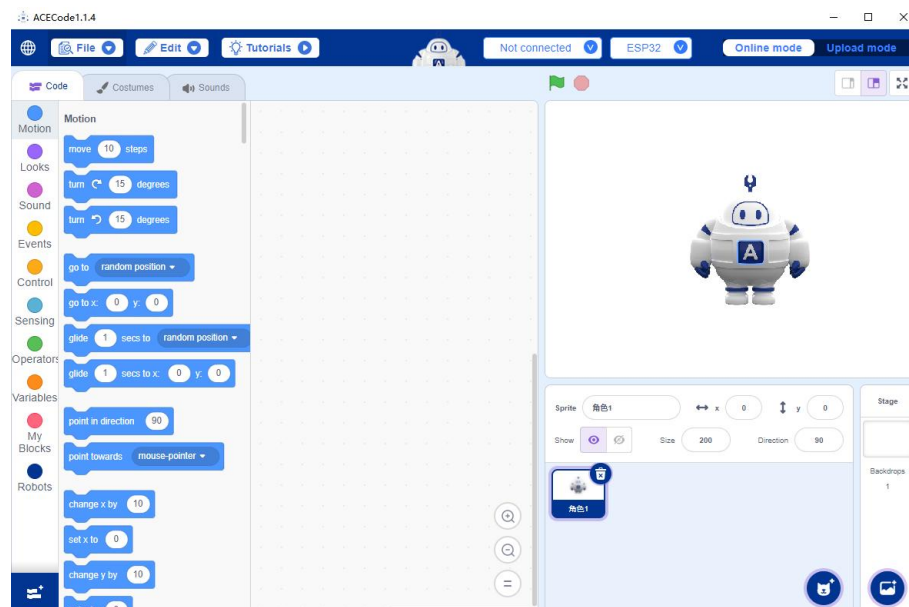 ACECode1.1.4
File Edit Tutorials Not connected ESP32 Online mode Upload mode
Code Costumes Sounds
Motion
Looks
Sound
Events
Control
Sensing
Operators
Variables
My
Blocks
Robots
Motion
move 10 steps
turn 15 degrees
turn 15 degrees
go to random position
go to x: 0 y: 0
glide 1 secs to random position
glide 1 secs to x: 0 y: 0
point in direction 90
point towards mouse-pointer
change x by 10
set x to 0
change y by 10
A
A
Sprite 角色1 x 0 y 0
Show Size 200 Direction 90
角色1
Stage
Backdrops
1